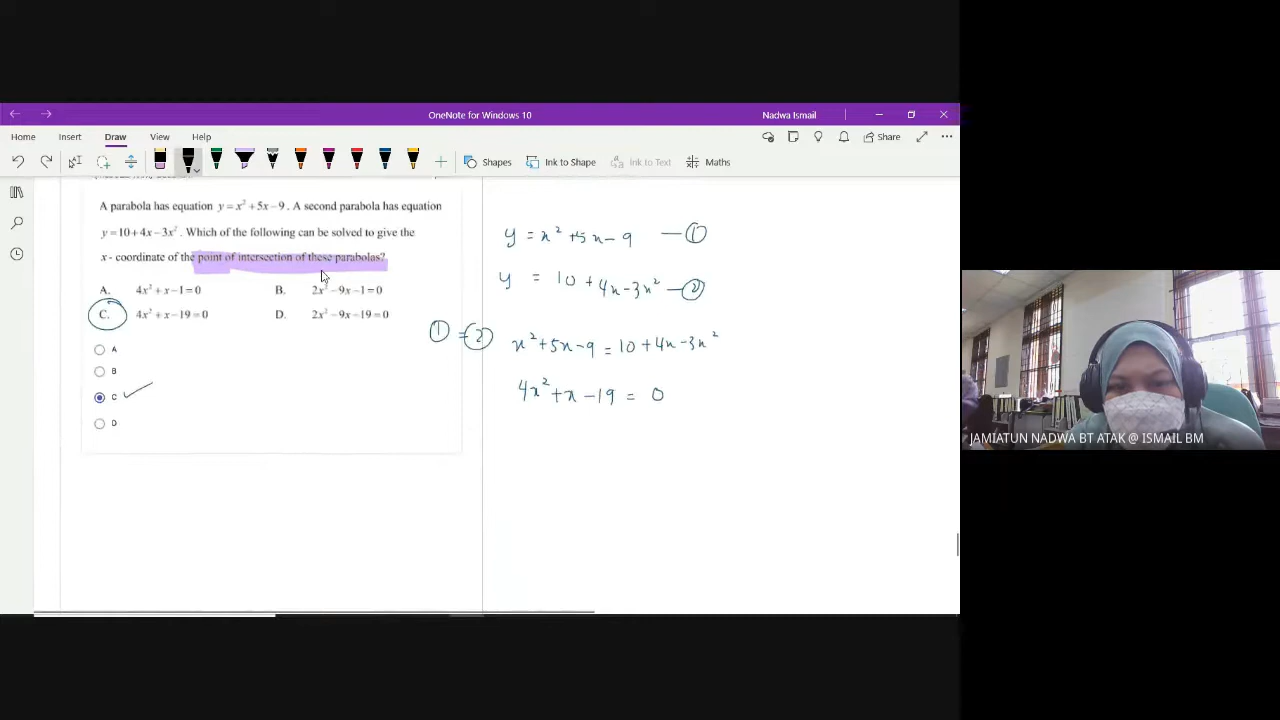 OneNote for Windows 10
Nadwa Ismail
Home Insert Draw View Help
Share
Shapes Ink to Shape Ink to Text Maths
A parabola has equation y = x² + 5x − 9. A second parabola has equation
y = 10 + 4x − 3x². Which of the following can be solved to give the
x - coordinate of the point of intersection of these parabolas?
A. 4x² + x − 1 = 0 B. 2x² − 9x − 1 = 0
C. 4x² + x − 19 = 0 D. 2x² − 9x − 19 = 0
A
B
C
D
y = x² + 5x − 9 — ①
y = 10 + 4x − 3x² — ②
① = ② x² + 5x − 9 = 10 + 4x − 3x²
4x² + x − 19 = 0
JAMIATUN NADWA BT ATAK @ ISMAIL BM